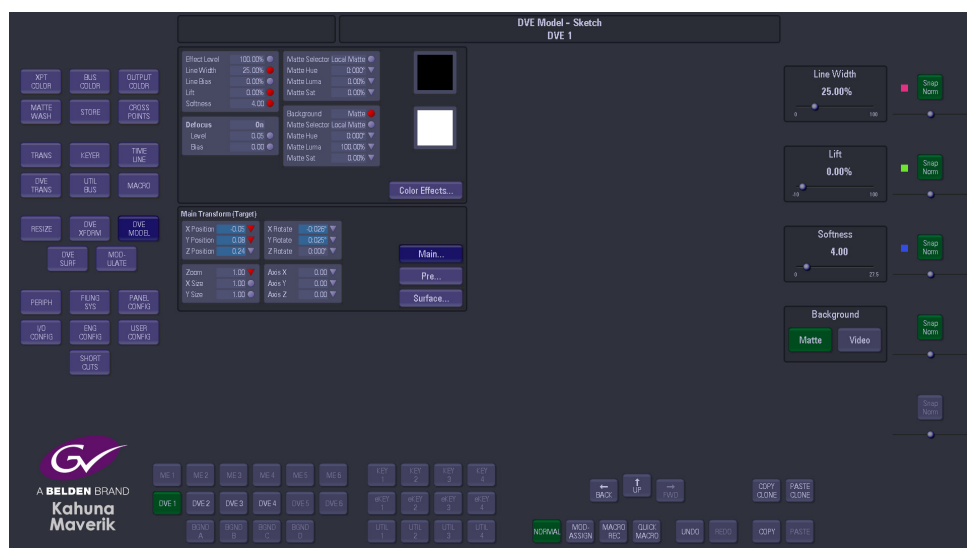 DVE Model - Sketch
DVE 1
Effect Level 100.00%
Line Width 25.00%
Line Bias 0.00%
Lift 0.00%
Softness 4.00
Defocus On
Level 0.05
Bias 0.00
Matte Selector Local Matte
Matte Hue 0.000°
Matte Luma 0.00%
Matte Sat 0.00%
Background Matte
Matte Selector Local Matte
Matte Hue 0.000°
Matte Luma 100.00%
Matte Sat 0.00%
Color Effects...
Main Transform (Target)
X Position -0.05 X Rotate -0.026°
Y Position 0.08 Y Rotate 0.025°
Z Position 0.24 Z Rotate 0.000°
Zoom 1.00 Axis X 0.00
X Size 1.00 Axis Y 0.00
Y Size 1.00 Axis Z 0.00
Main...
Pre...
Surface...
XPT COLOR
BUS COLOR
OUTPUT COLOR
MATTE WASH
STORE
CROSS POINTS
TRANS
KEYER
TIME LINE
DVE TRANS
UTIL BUS
MACRO
RESIZE
DVE XFORM
DVE MODEL
DVE SURF
MOD-ULATE
PERIPH
FILING SYS
PANEL CONFIG
I/O CONFIG
ENG CONFIG
USER CONFIG
SHORT CUTS
Line Width
25.00%
0 100
Snap Norm
Lift
0.00%
-10 100
Snap Norm
Softness
4.00
0 27.5
Snap Norm
Background
Matte Video
Snap Norm
Snap Norm
GV
A BELDEN BRAND
Kahuna
Maverik
ME 1 ME 2 ME 3 ME 4 ME 5 ME 6
DVE 1 DVE 2 DVE 3 DVE 4 DVE 5 DVE 6
BGND A BGND B BGND C BGND D
KEY 1 KEY 2 KEY 3 KEY 4
eKEY 1 eKEY 2 eKEY 3 eKEY 4
UTIL 1 UTIL 2 UTIL 3 UTIL 4
BACK UP FWD
NORMAL MOD-ASSIGN MACRO REC QUICK MACRO UNDO REDO
COPY CLONE PASTE CLONE
COPY PASTE